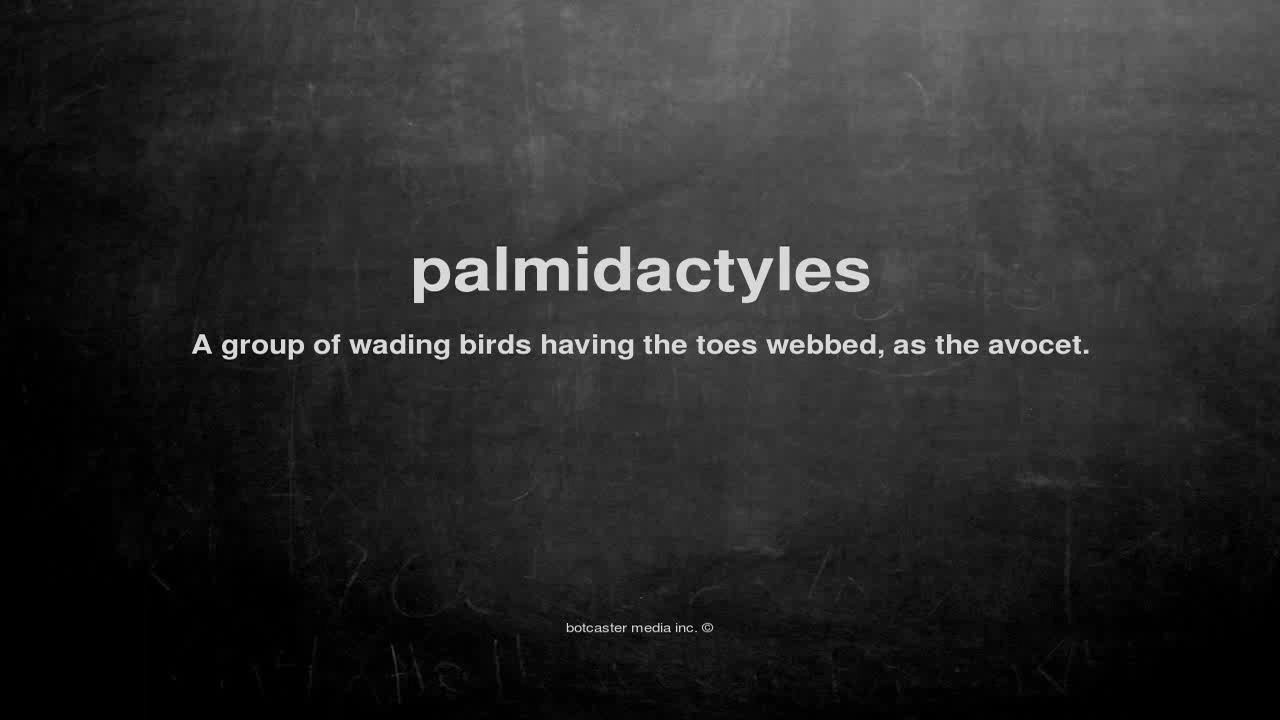 palmidactyles
A group of wading birds having the toes webbed, as the avocet.
botcaster media inc. ©